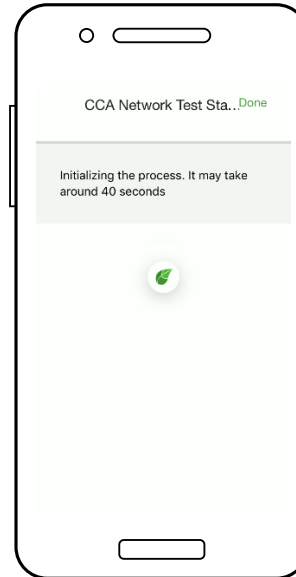 CCA Network Test Sta... Done
Initializing the process. It may take
around 40 seconds